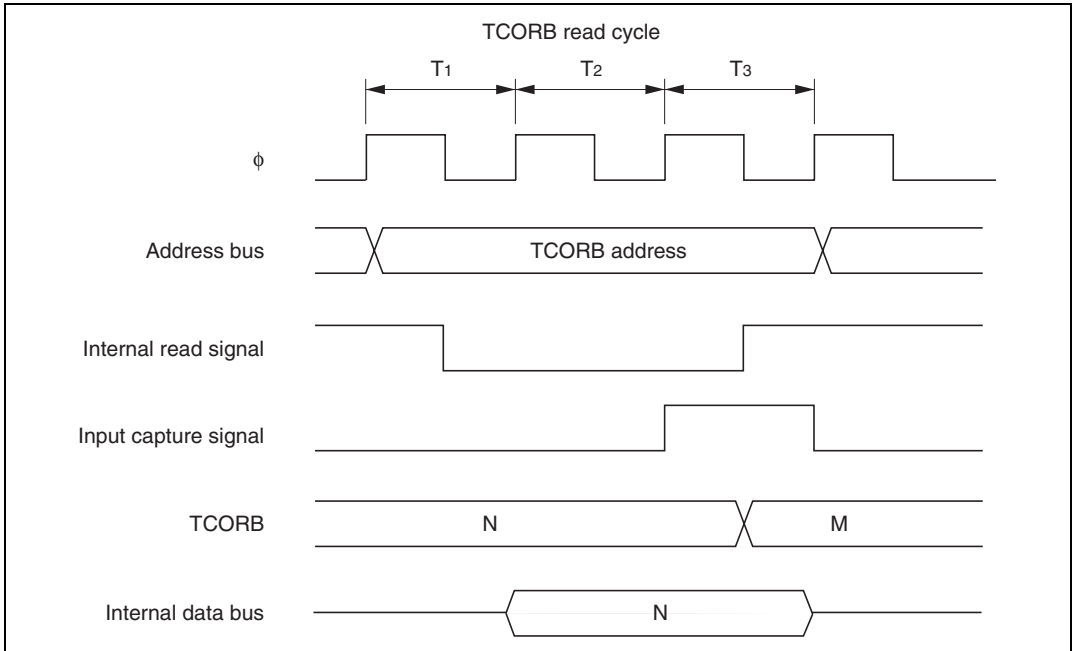 TCORB read cycle
T1 T2 T3
ϕ
Address bus TCORB address
Internal read signal
Input capture signal
TCORB N M
Internal data bus N